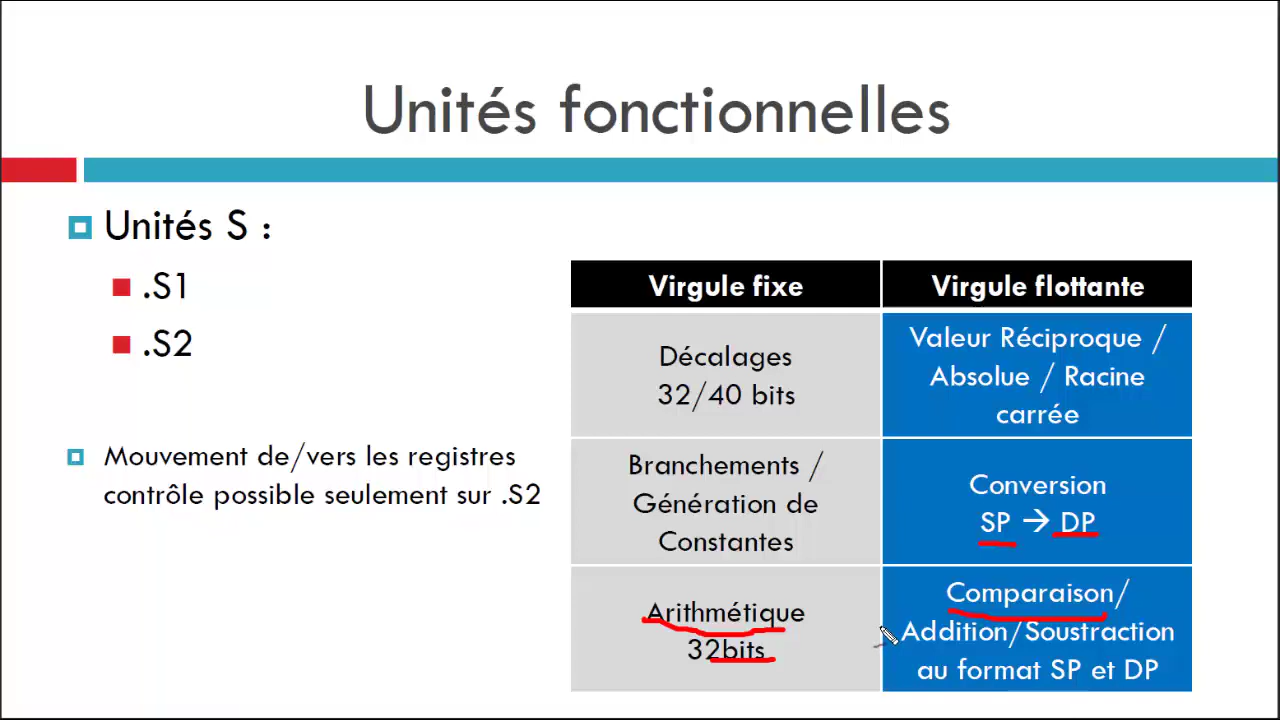 Unités fonctionnelles
Unités S :
.S1
.S2
Mouvement de/vers les registres
contrôle possible seulement sur .S2
Virgule fixe
Virgule flottante
Décalages
32/40 bits
Valeur Réciproque /
Absolue / Racine
carrée
Branchements /
Génération de
Constantes
Conversion
SP → DP
Arithmétique
32bits
Comparaison/
Addition/Soustraction
au format SP et DP